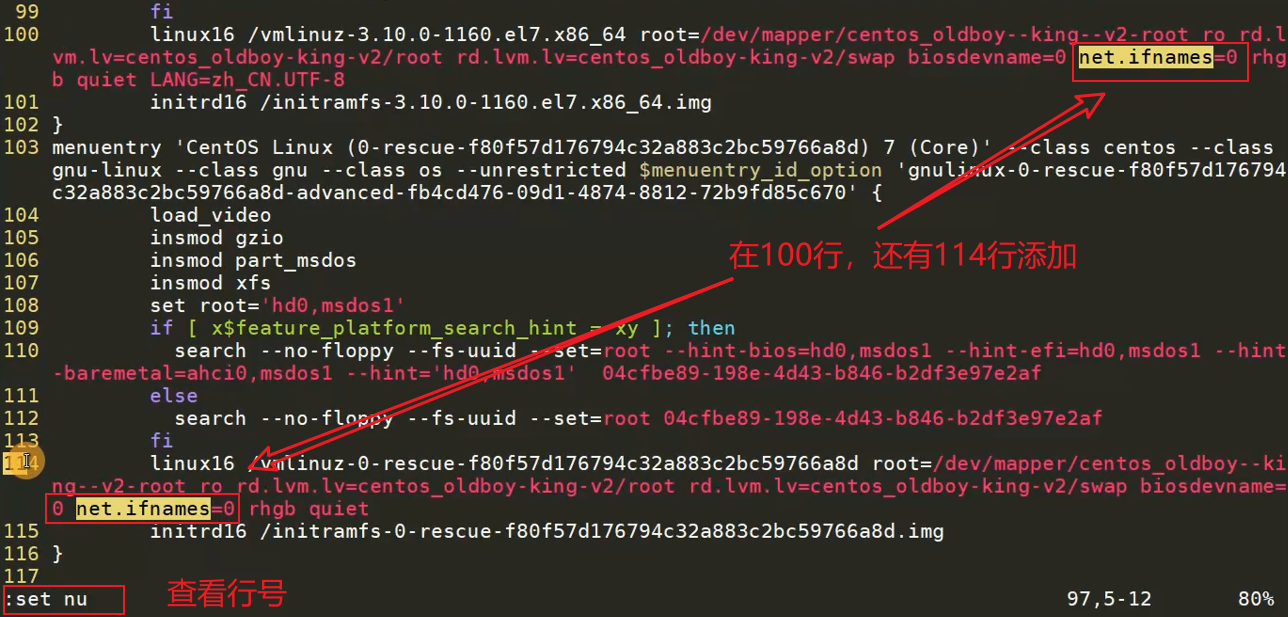 99 fi
100 linux16 /vmlinuz-3.10.0-1160.el7.x86_64 root=/dev/mapper/centos_oldboy--king--v2-root ro rd.l
vm.lv=centos_oldboy-king-v2/root rd.lvm.lv=centos_oldboy-king-v2/swap biosdevname=0 net.ifnames=0 rhg
b quiet LANG=zh_CN.UTF-8
101 initrd16 /initramfs-3.10.0-1160.el7.x86_64.img
102 }
103 menuentry 'CentOS Linux (0-rescue-f80f57d176794c32a883c2bc59766a8d) 7 (Core)' --class centos --class
gnu-linux --class gnu --class os --unrestricted $menuentry_id_option 'gnulinux-0-rescue-f80f57d176794
c32a883c2bc59766a8d-advanced-fb4cd476-09d1-4874-8812-72b9fd85c670' {
104 load_video
105 insmod gzio
在100行，还有114行添加
106 insmod part_msdos
107 insmod xfs
108 set root='hd0,msdos1'
109 if [ x$feature_platform_search_hint = xy ]; then
110 search --no-floppy --fs-uuid --set=root --hint-bios=hd0,msdos1 --hint-efi=hd0,msdos1 --hint
-baremetal=ahci0,msdos1 --hint='hd0,msdos1' 04cfbe89-198e-4d43-b846-b2df3e97e2af
111 else
112 search --no-floppy --fs-uuid --set=root 04cfbe89-198e-4d43-b846-b2df3e97e2af
113 fi
114 linux16 /vmlinuz-0-rescue-f80f57d176794c32a883c2bc59766a8d root=/dev/mapper/centos_oldboy--ki
ng--v2-root ro rd.lvm.lv=centos_oldboy-king-v2/root rd.lvm.lv=centos_oldboy-king-v2/swap biosdevname=
0 net.ifnames=0 rhgb quiet
115 initrd16 /initramfs-0-rescue-f80f57d176794c32a883c2bc59766a8d.img
116 }
117
:set nu 查看行号 97,5-12 80%